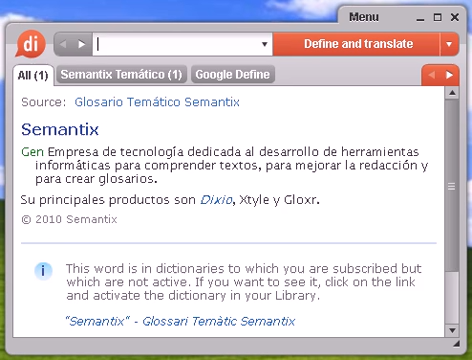 Menu
di
Define and translate
All (1)
Semantix Temático (1)
Google Define
Source: Glosario Temático Semantix
Semantix
Gen Empresa de tecnología dedicada al desarrollo de herramientas
informáticas para comprender textos, para mejorar la redacción y
para crear glosarios.
Su principales productos son Dixio, Xtyle y Gloxr.
© 2010 Semantix
i
This word is in dictionaries to which you are subscribed but
which are not active. If you want to see it, click on the link
and activate the dictionary in your Library.
"Semantix" - Glossari Temàtic Semantix